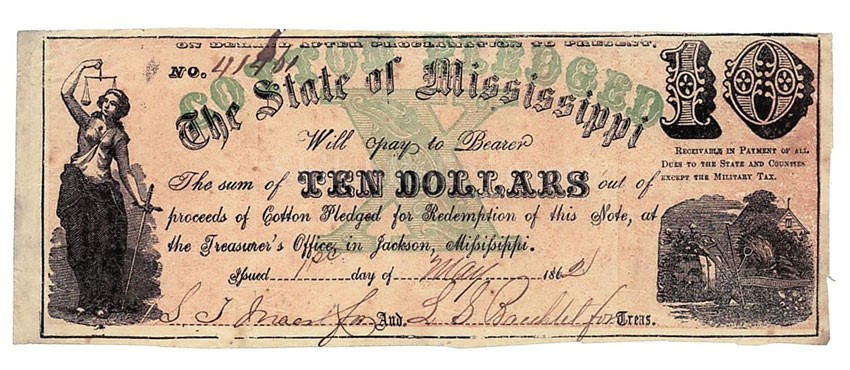 ON DEMAND AFTER PROCLAMATION TO PRESENT,
No. 41401
COTTON PLEDGED
X
The State of Mississippi
10
Will pay to Bearer
RECEIVABLE IN PAYMENT OF ALL
DUES TO THE STATE AND COUNTIES
EXCEPT THE MILITARY TAX.
The sum of TEN DOLLARS out of
proceeds of Cotton Pledged for Redemption of this Note, at
the Treasurer's Office, in Jackson, Miſsiſsippi.
Issued day of May 1862
for Aud. for Treas.